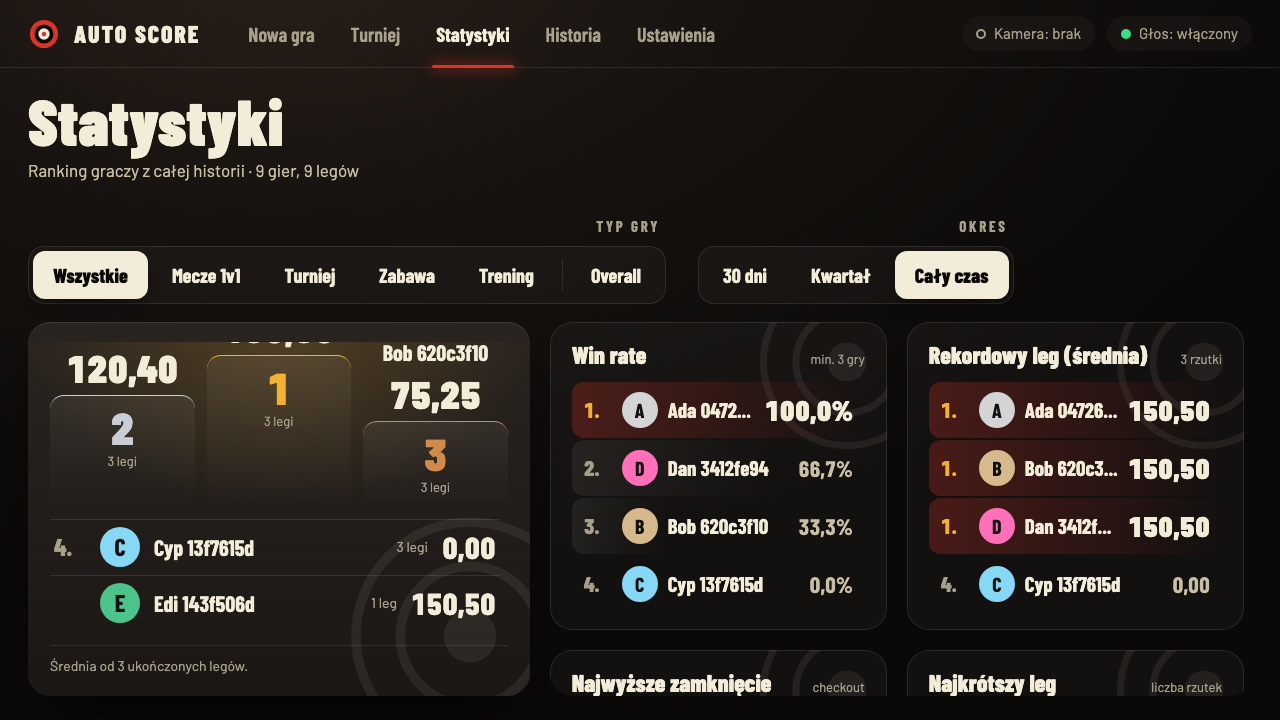 AUTO SCORE
Nowa gra
Turniej
Statystyki
Historia
Ustawienia
Kamera: brak
Głos: włączony
Statystyki
Ranking graczy z całej historii · 9 gier, 9 legów
TYP GRY
OKRES
Wszystkie
Mecze 1v1
Turniej
Zabawa
Trening
Overall
30 dni
Kwartał
Cały czas
120,40
2
3 legi
1
3 legi
Bob 620c3f10
75,25
3
3 legi
4.
C
Cyp 13f7615d
3 legi
0,00
E
Edi 143f506d
1 leg
150,50
Średnia od 3 ukończonych legów.
Win rate
min. 3 gry
1.
A
Ada 0472...
100,0%
2.
D
Dan 3412fe94
66,7%
3.
B
Bob 620c3f10
33,3%
4.
C
Cyp 13f7615d
0,0%
Rekordowy leg (średnia)
3 rzutki
1.
A
Ada 04726...
150,50
1.
B
Bob 620c3...
150,50
1.
D
Dan 3412f...
150,50
4.
C
Cyp 13f7615d
0,00
Najwyższe zamknięcie
checkout
Najkrótszy leg
liczba rzutek